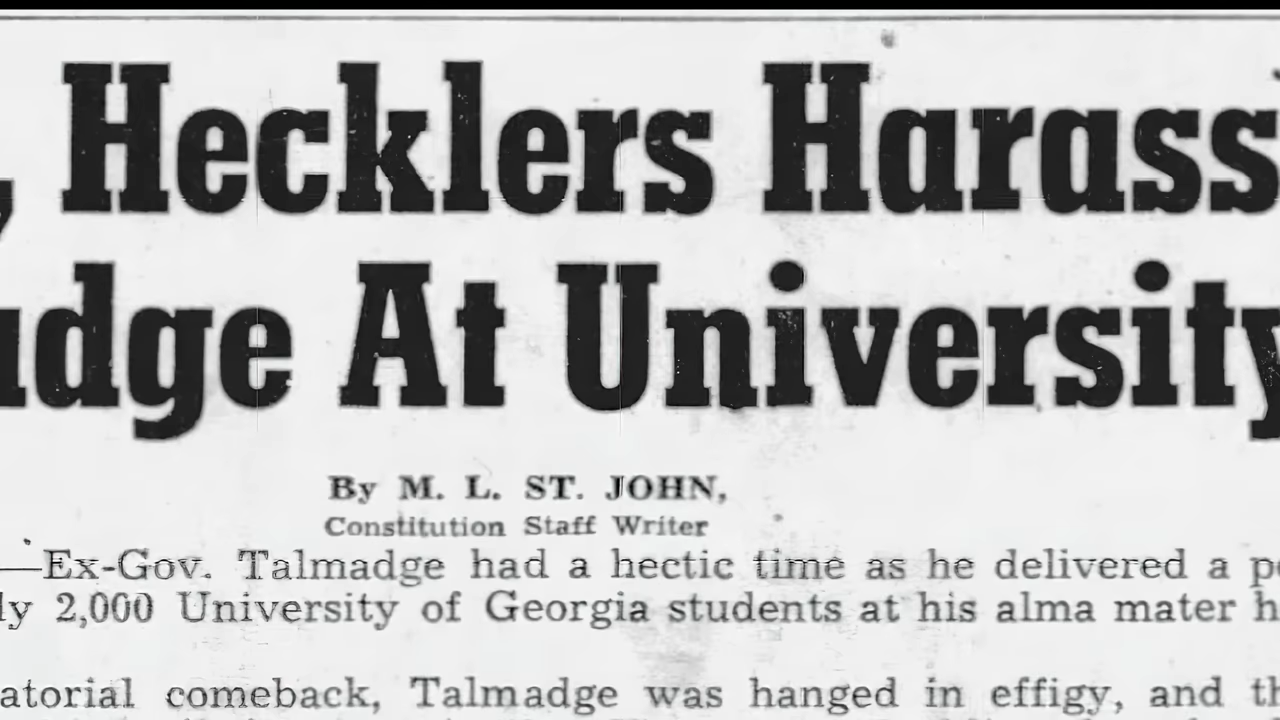 , Hecklers Harass
dge At University
By M. L. ST. JOHN,
Constitution Staff Writer
—Ex-Gov. Talmadge had a hectic time as he delivered a
ly 2,000 University of Georgia students at his alma mater h
atorial comeback, Talmadge was hanged in effigy, and th